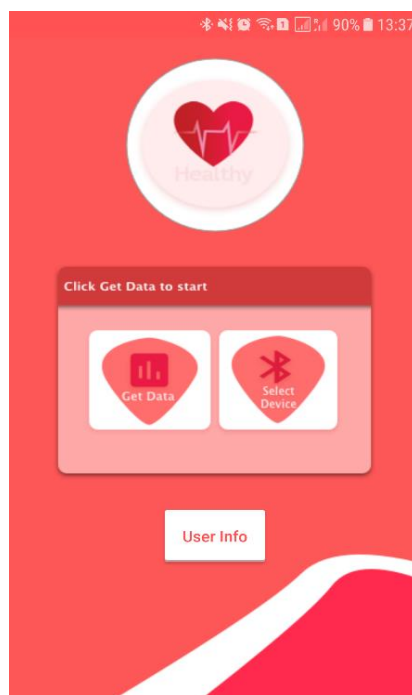 90% 13:37
Healthy
Click Get Data to start
Get Data
Select
Device
User Info